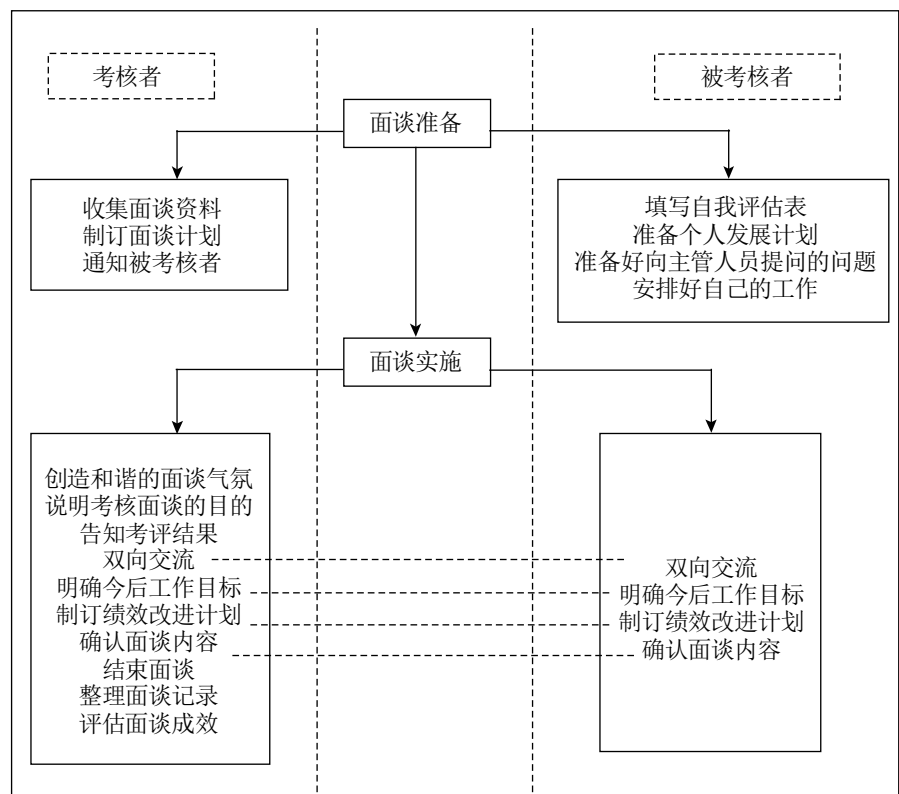 考核者
被考核者
面谈准备
收集面谈资料
制订面谈计划
通知被考核者
填写自我评估表
准备个人发展计划
准备好向主管人员提问的问题
安排好自己的工作
面谈实施
创造和谐的面谈气氛
说明考核面谈的目的
告知考评结果
双向交流
明确今后工作目标
制订绩效改进计划
确认面谈内容
结束面谈
整理面谈记录
评估面谈成效
双向交流
明确今后工作目标
制订绩效改进计划
确认面谈内容